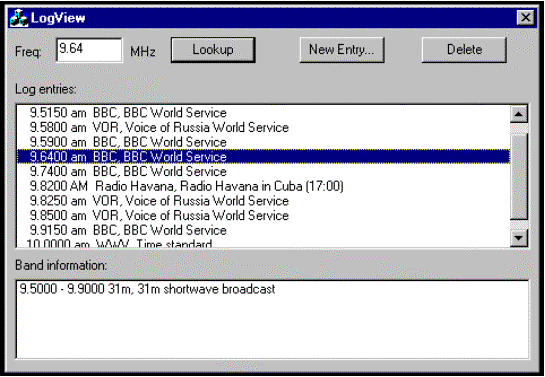 LogView
Freq: 9.64 MHz Lookup New Entry... Delete
Log entries:
9.5150 am BBC, BBC World Service
9.5800 am VOR, Voice of Russia World Service
9.5900 am BBC, BBC World Service
9.6400 am BBC, BBC World Service
9.7400 am BBC, BBC World Service
9.8200 AM Radio Havana, Radio Havana in Cuba (17:00)
9.8250 am VOR, Voice of Russia World Service
9.8500 am VOR, Voice of Russia World Service
9.9150 am BBC, BBC World Service
10.0000 am WWV, Time standard
Band information:
9.5000 - 9.9000 31m, 31m shortwave broadcast